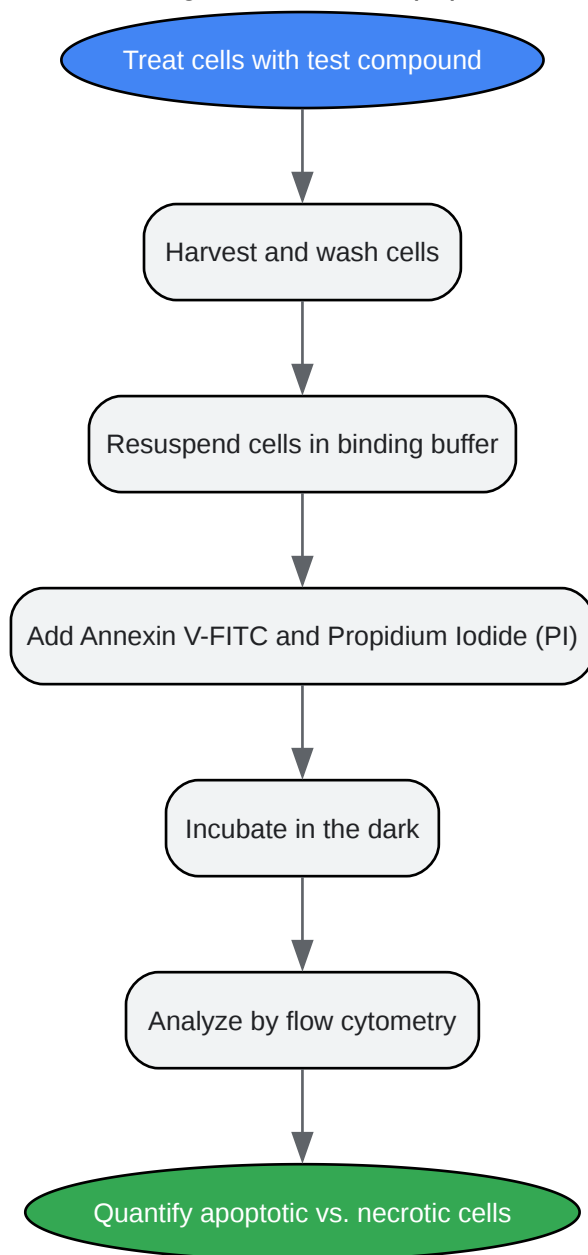 Treat cells with test compound
Harvest and wash cells
Resuspend cells in binding buffer
Add Annexin V-FITC and Propidium Iodide (PI)
Incubate in the dark
Analyze by flow cytometry
Quantify apoptotic vs. necrotic cells